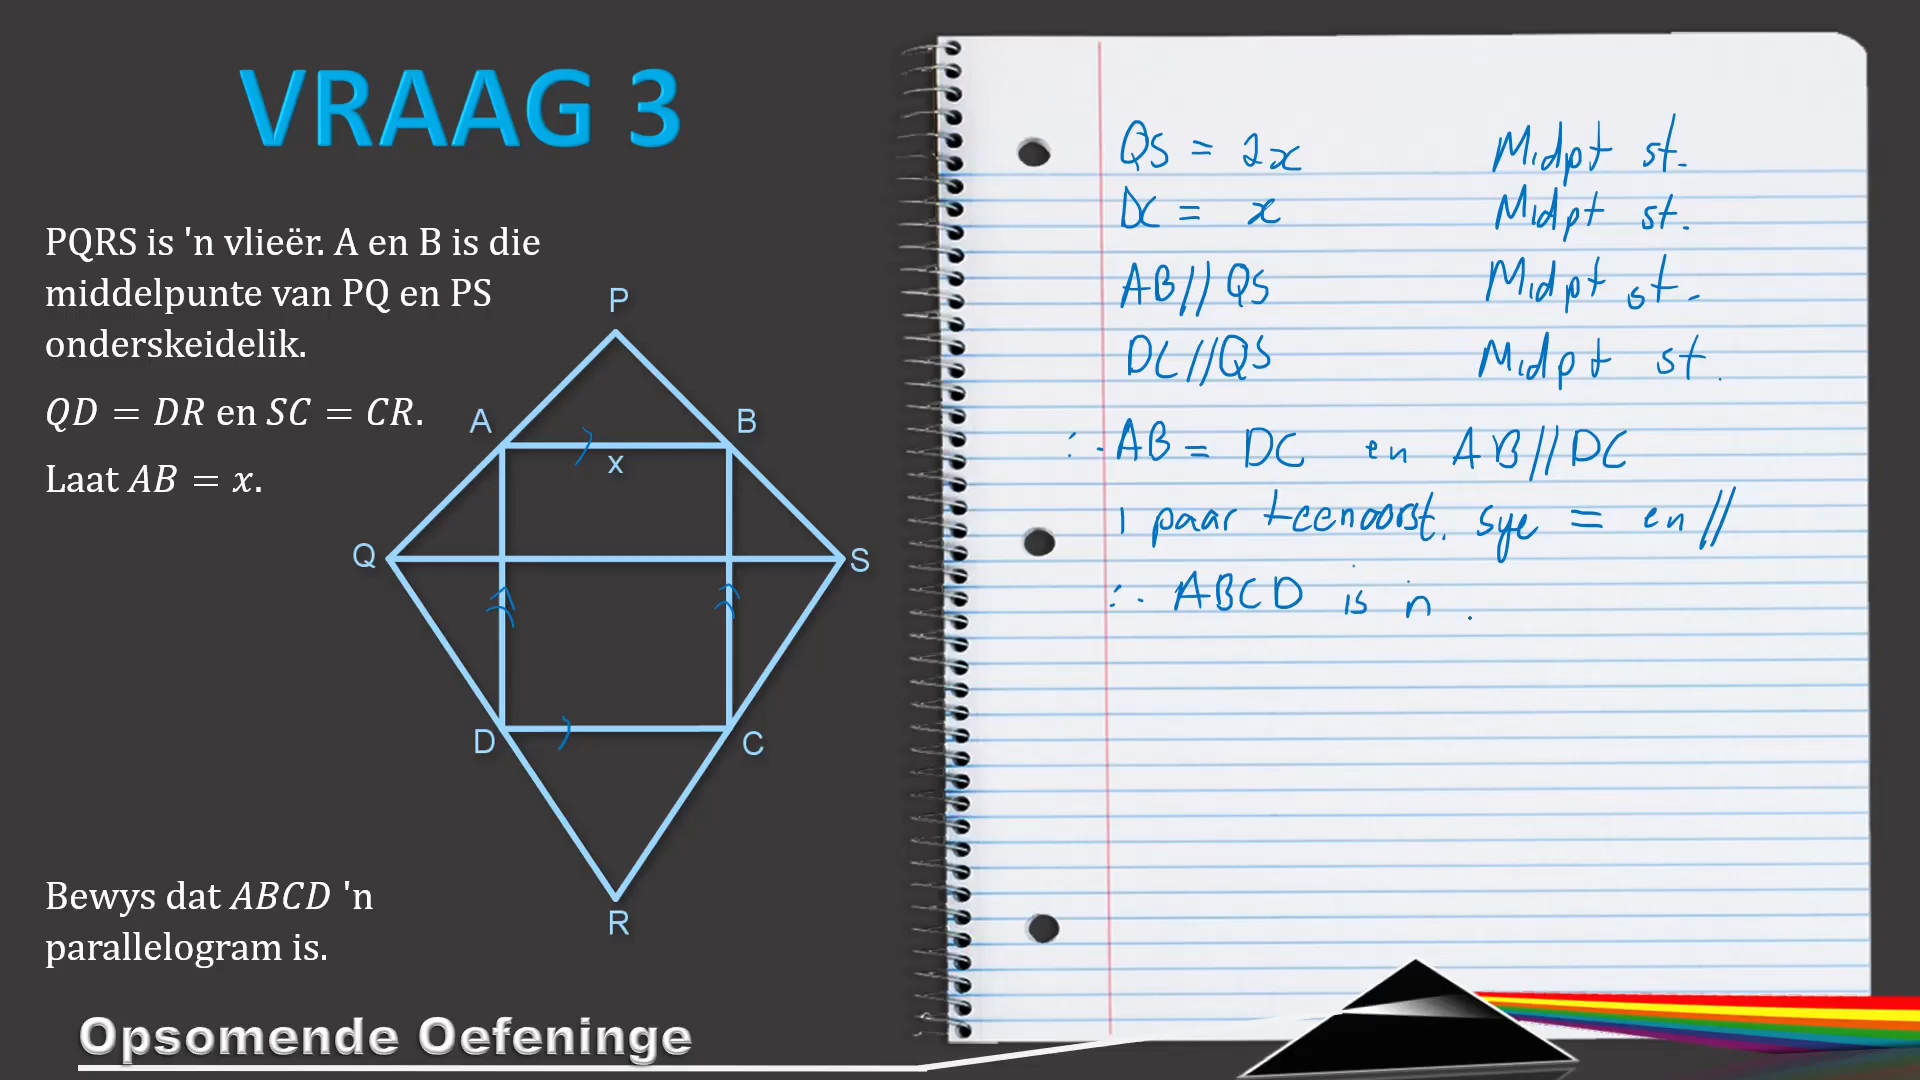 VRAAG 3
PQRS is 'n vlieër. A en B is die
middelpunte van PQ en PS
onderskeidelik.
QD = DR en SC = CR.
Laat AB = x.
P
A
B
x
Q
S
D
C
R
Bewys dat ABCD 'n
parallelogram is.
Opsomende Oefeninge
QS = 2x Midpt st.
DC = x Midpt st.
AB // QS Midpt st.
DC // QS Midpt st.
∴ AB = DC en AB // DC
1 paar teenoorst. sye = en //
∴ ABCD is n